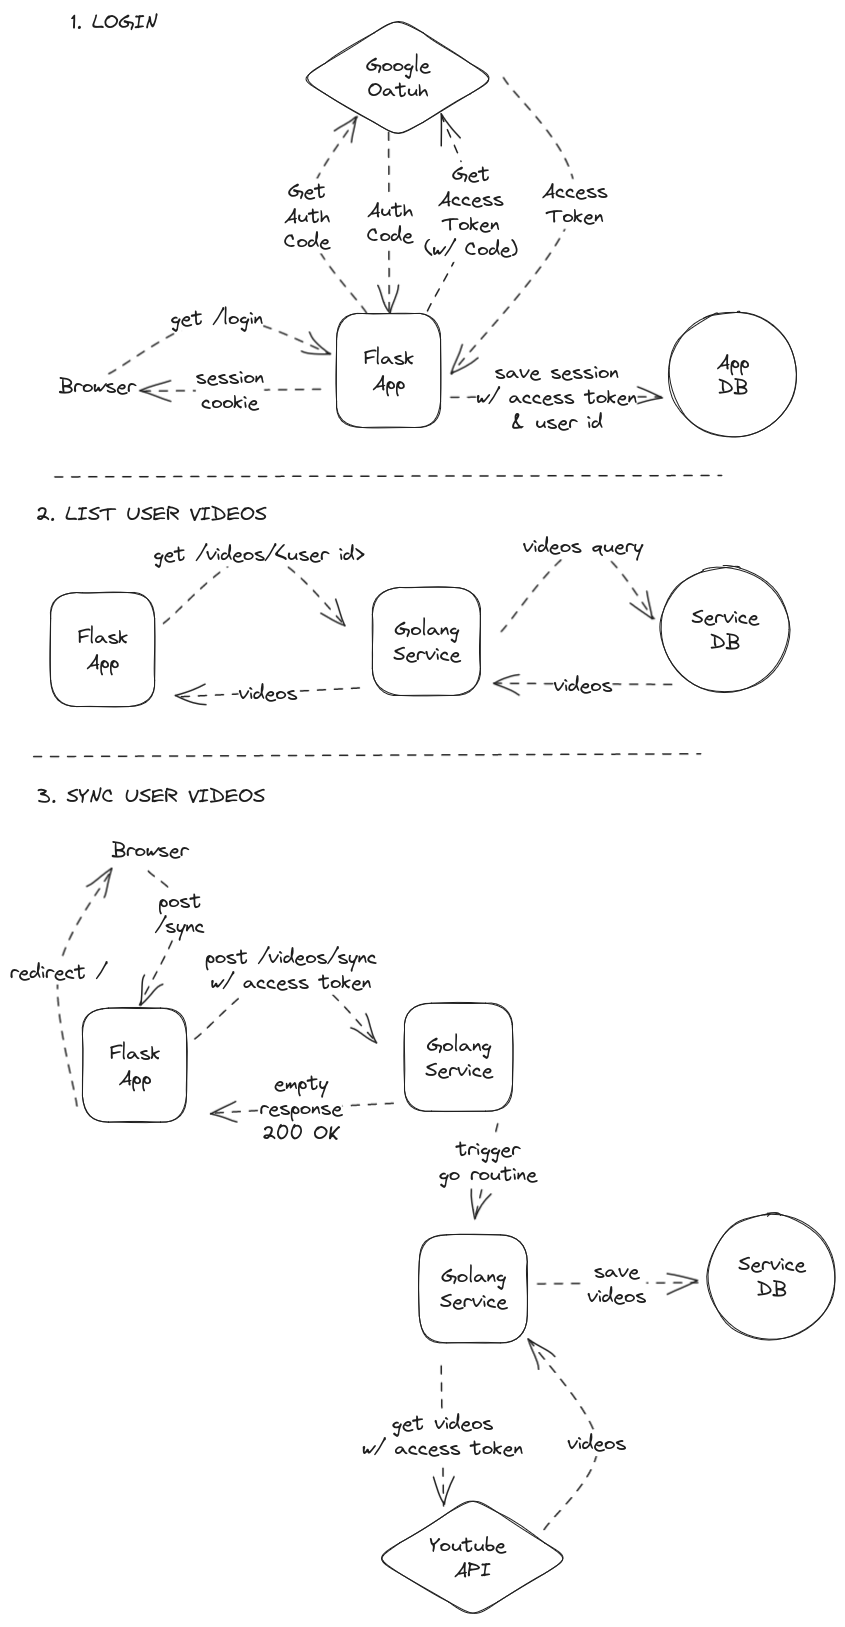 1. LOGIN
Google
Oatuh
Get
Auth
Code
Auth
Code
Get
Access
Token
(w/ Code)
Access
Token
get /login
Browser
session
cookie
Flask
App
save session
w/ access token
& user id
App
DB
2. LIST USER VIDEOS
get /videos/<user id>
videos query
Flask
App
Golang
Service
Service
DB
videos
videos
3. SYNC USER VIDEOS
Browser
post
/sync
redirect /
post /videos/sync
w/ access token
Flask
App
Golang
Service
empty
response
200 OK
trigger
go routine
Golang
Service
save
videos
Service
DB
get videos
w/ access token
videos
Youtube
API